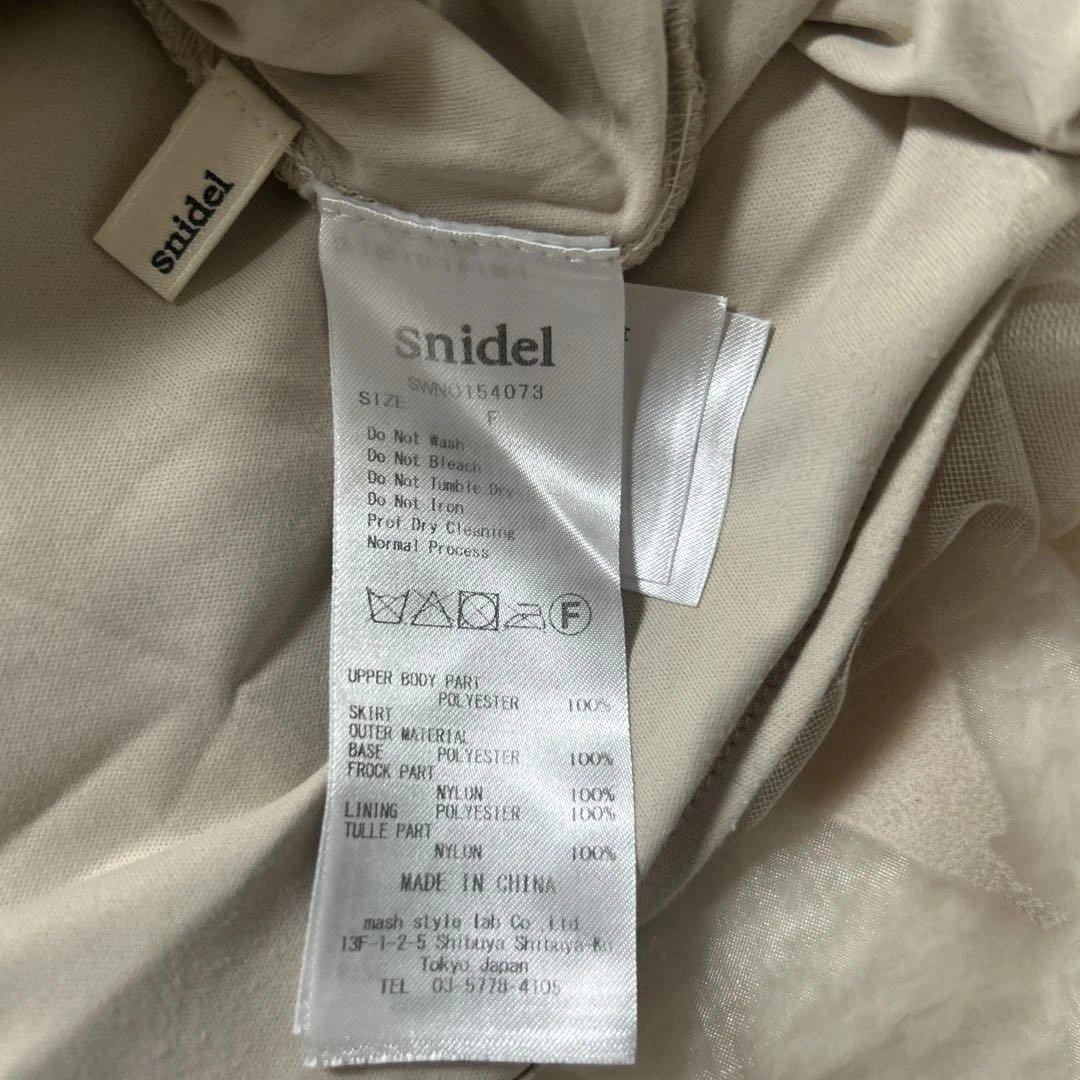 snidel
snidel
SWNO154073
SIZE
F
Do Not Wash
Do Not Bleach
Do Not Tumble Dry
Do Not Iron
Prof Dry Cleaning
Normal Process
F
UPPER BODY PART
POLYESTER 100%
SKIRT
OUTER MATERIAL
BASE POLYESTER 100%
FROCK PART
NYLON 100%
LINING POLYESTER 100%
TULLE PART
NYLON 100%
MADE IN CHINA
mash style lab Co .Ltd
13F-1-2-5 Shibuya Shibuya-Ku
Tokyo Japan
TEL 03-5778-4105